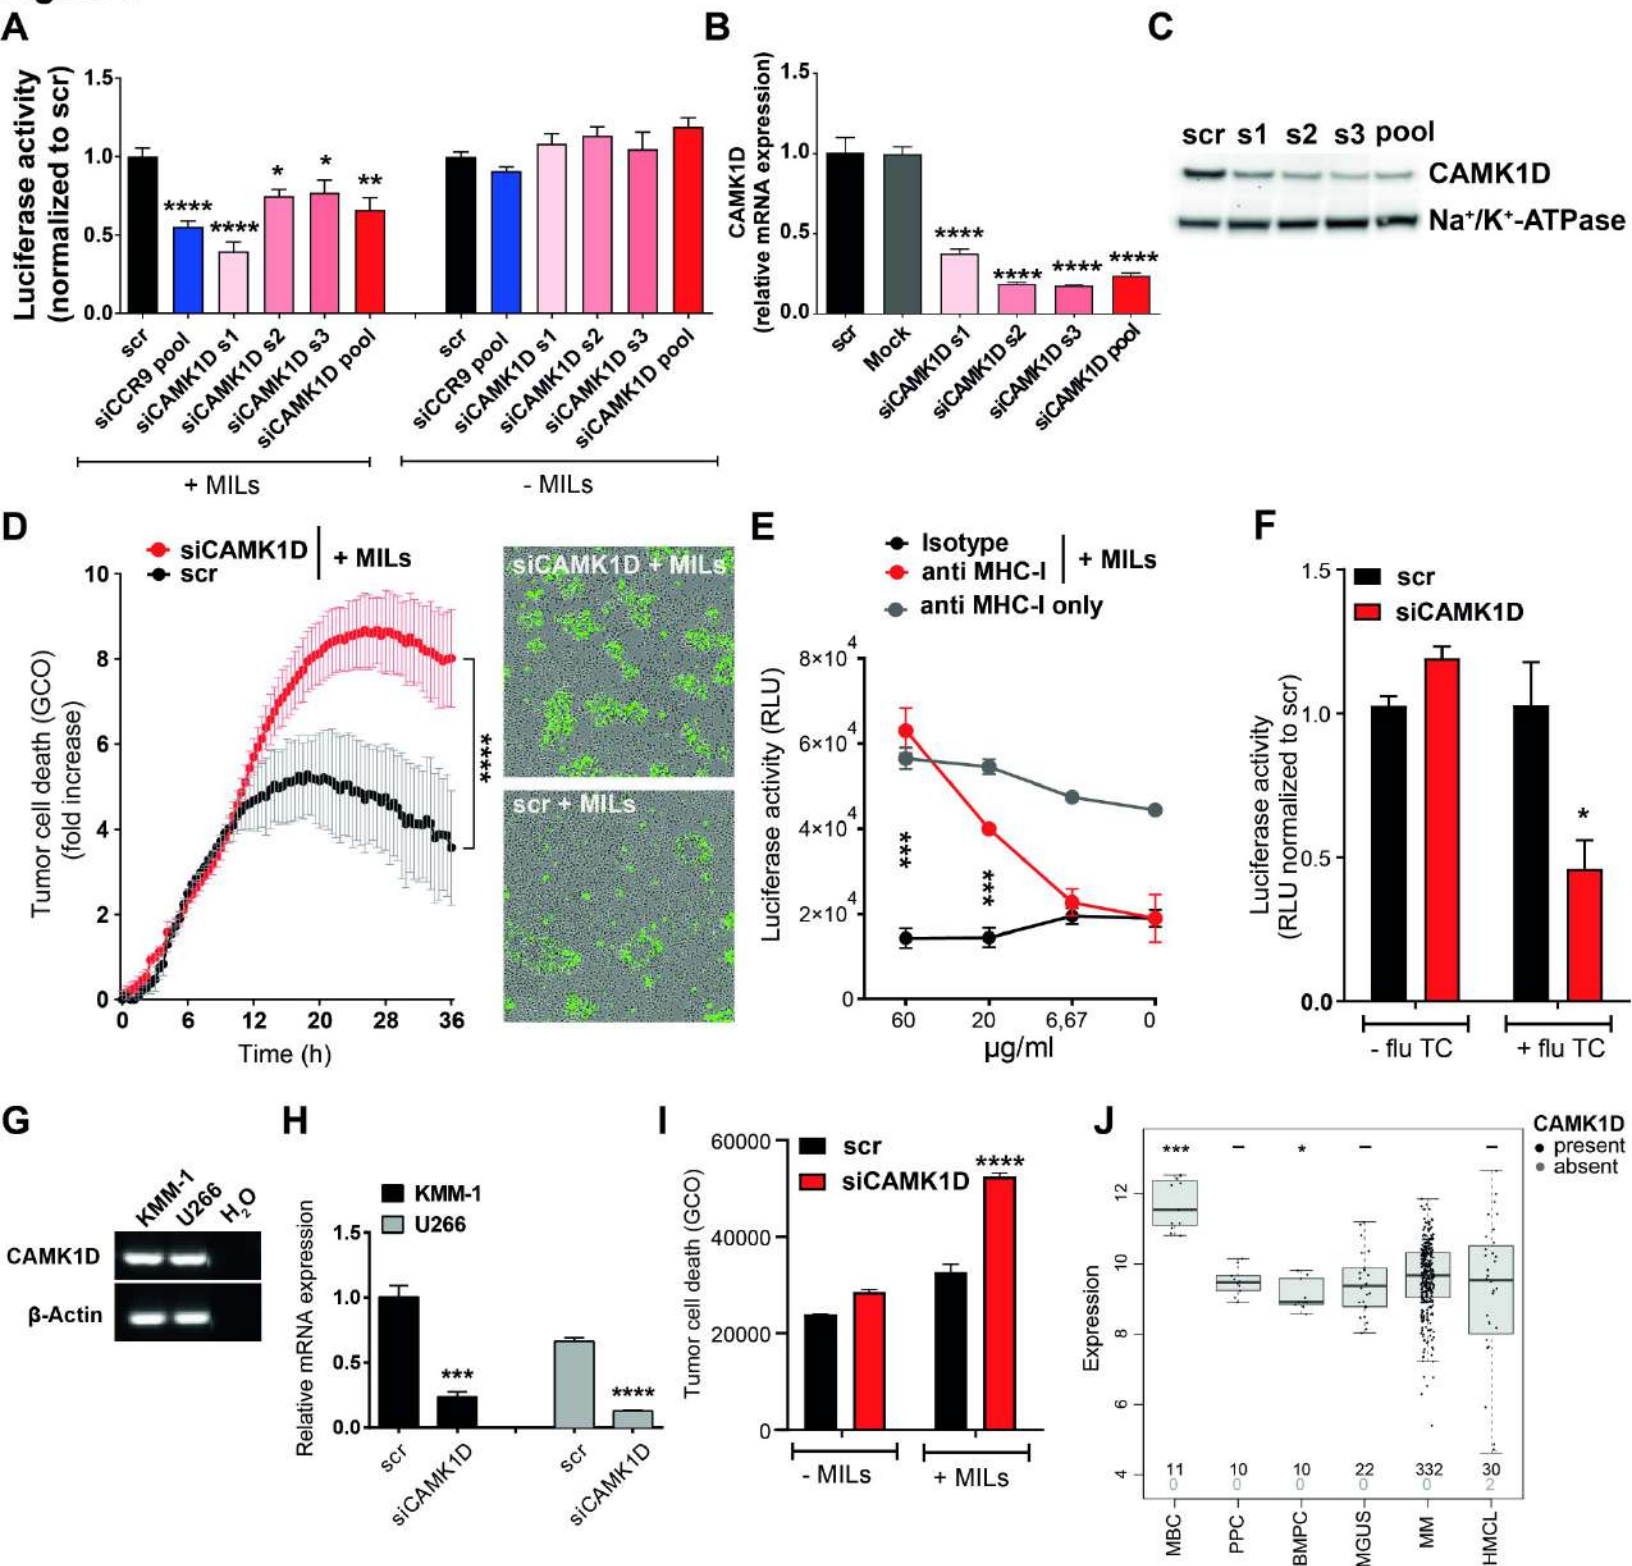 A
Luciferase activity
(normalized to scr)
1.5
1.0
0.5
0.0
****
****
*
*
**
scr
siCCR9 pool
siCAMK1D s1
siCAMK1D s2
siCAMK1D s3
siCAMK1D pool
scr
siCCR9 pool
siCAMK1D s1
siCAMK1D s2
siCAMK1D s3
siCAMK1D pool
+ MILs
- MILs
B
CAMK1D
(relative mRNA expression)
1.5
1.0
0.5
0.0
****
****
****
****
scr
Mock
siCAMK1D s1
siCAMK1D s2
siCAMK1D s3
siCAMK1D pool
C
scr s1 s2 s3 pool
CAMK1D
Na⁺/K⁺-ATPase
D
siCAMK1D
scr
+ MILs
Tumor cell death (GCO)
(fold increase)
10
8
6
4
2
0
0 6 12 20 28 36
Time (h)
****
siCAMK1D + MILs
scr + MILs
E
Isotype
anti MHC-I
+ MILs
anti MHC-I only
Luciferase activity (RLU)
8×10⁴
6×10⁴
4×10⁴
2×10⁴
0
***
***
60 20 6,67 0
µg/ml
F
scr
siCAMK1D
Luciferase activity
(RLU normalized to scr)
1.5
1.0
0.5
0.0
*
- flu TC
+ flu TC
G
KMM-1
U266
H₂O
CAMK1D
β-Actin
H
KMM-1
U266
Relative mRNA expression
1.5
1.0
0.5
0.0
***
****
scr
siCAMK1D
scr
siCAMK1D
I
scr
siCAMK1D
Tumor cell death (GCO)
60000
40000
20000
0
****
- MILs
+ MILs
J
CAMK1D
present
absent
Expression
12
10
8
6
4
*** – * – –
11 10 10 22 332 30
0 0 0 0 0 2
MBC
PPC
BMPC
MGUS
MM
HMCL